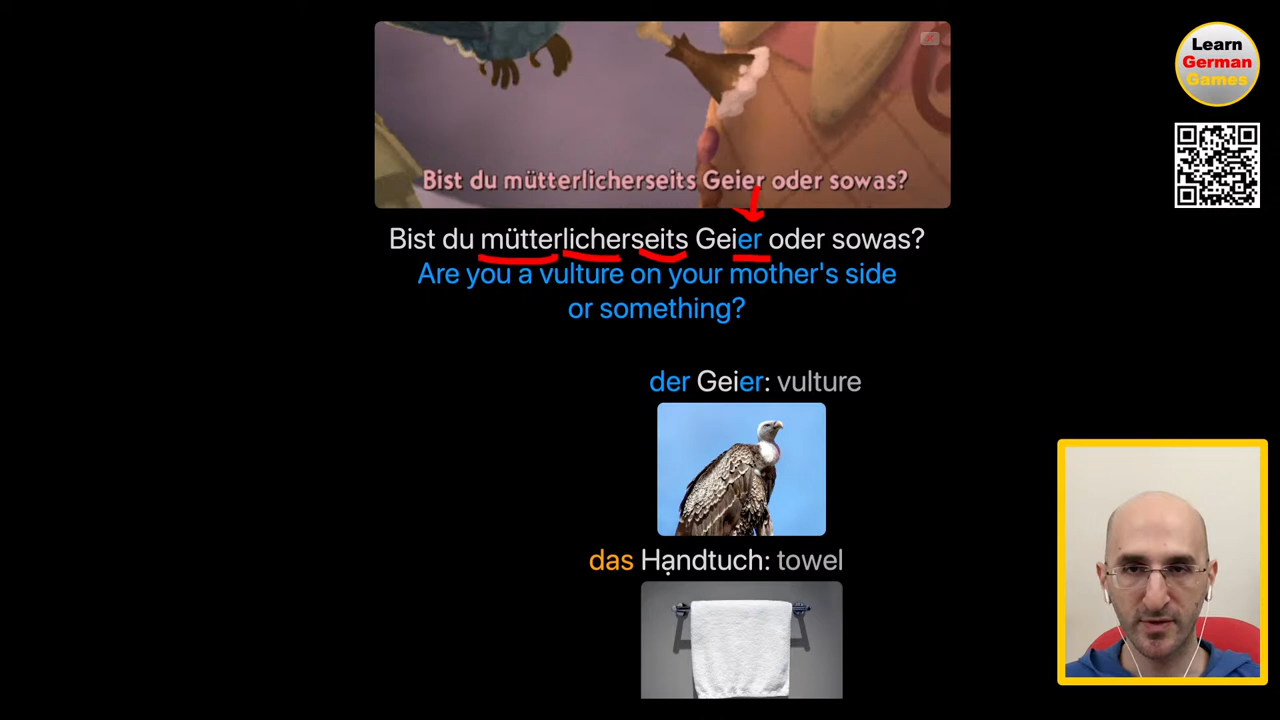 Bist du mütterlicherseits Geier oder sowas?
Bist du mütterlicherseits Geier oder sowas?
Are you a vulture on your mother's side
or something?
der Geier: vulture
das Hạndtuch: towel
Learn
German
Games